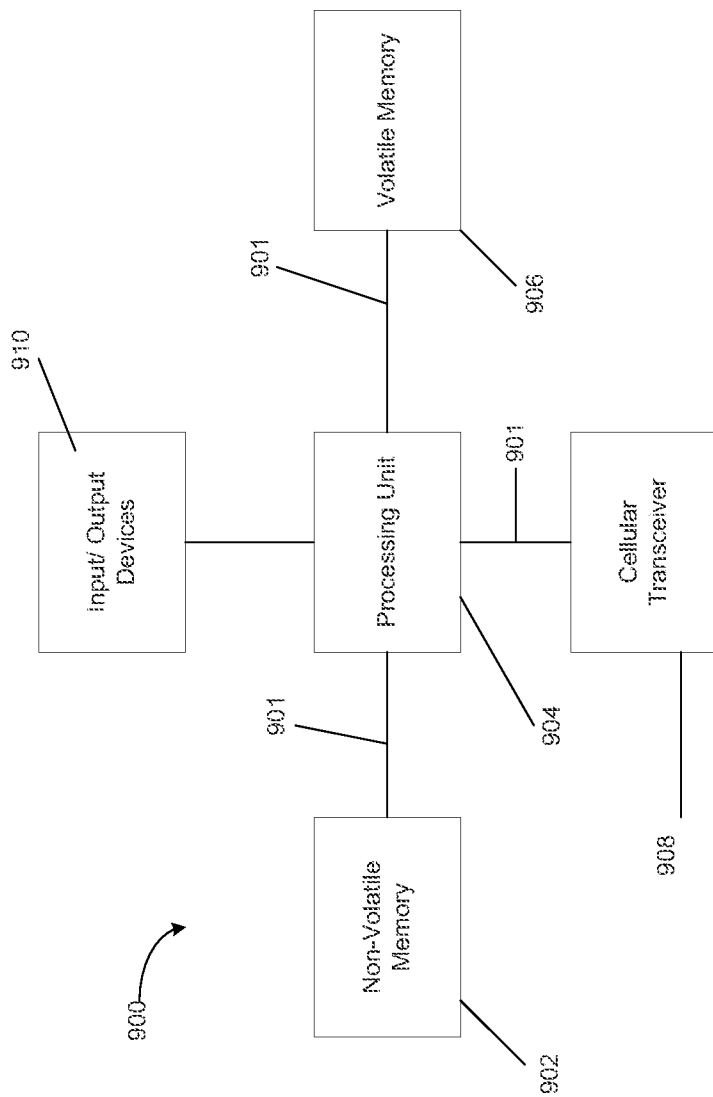 900
910
Input/ Output
Devices
901
901
Non-Volatile
Memory
Processing Unit
Volatile Memory
902
904
901
906
908
Cellular
Transceiver